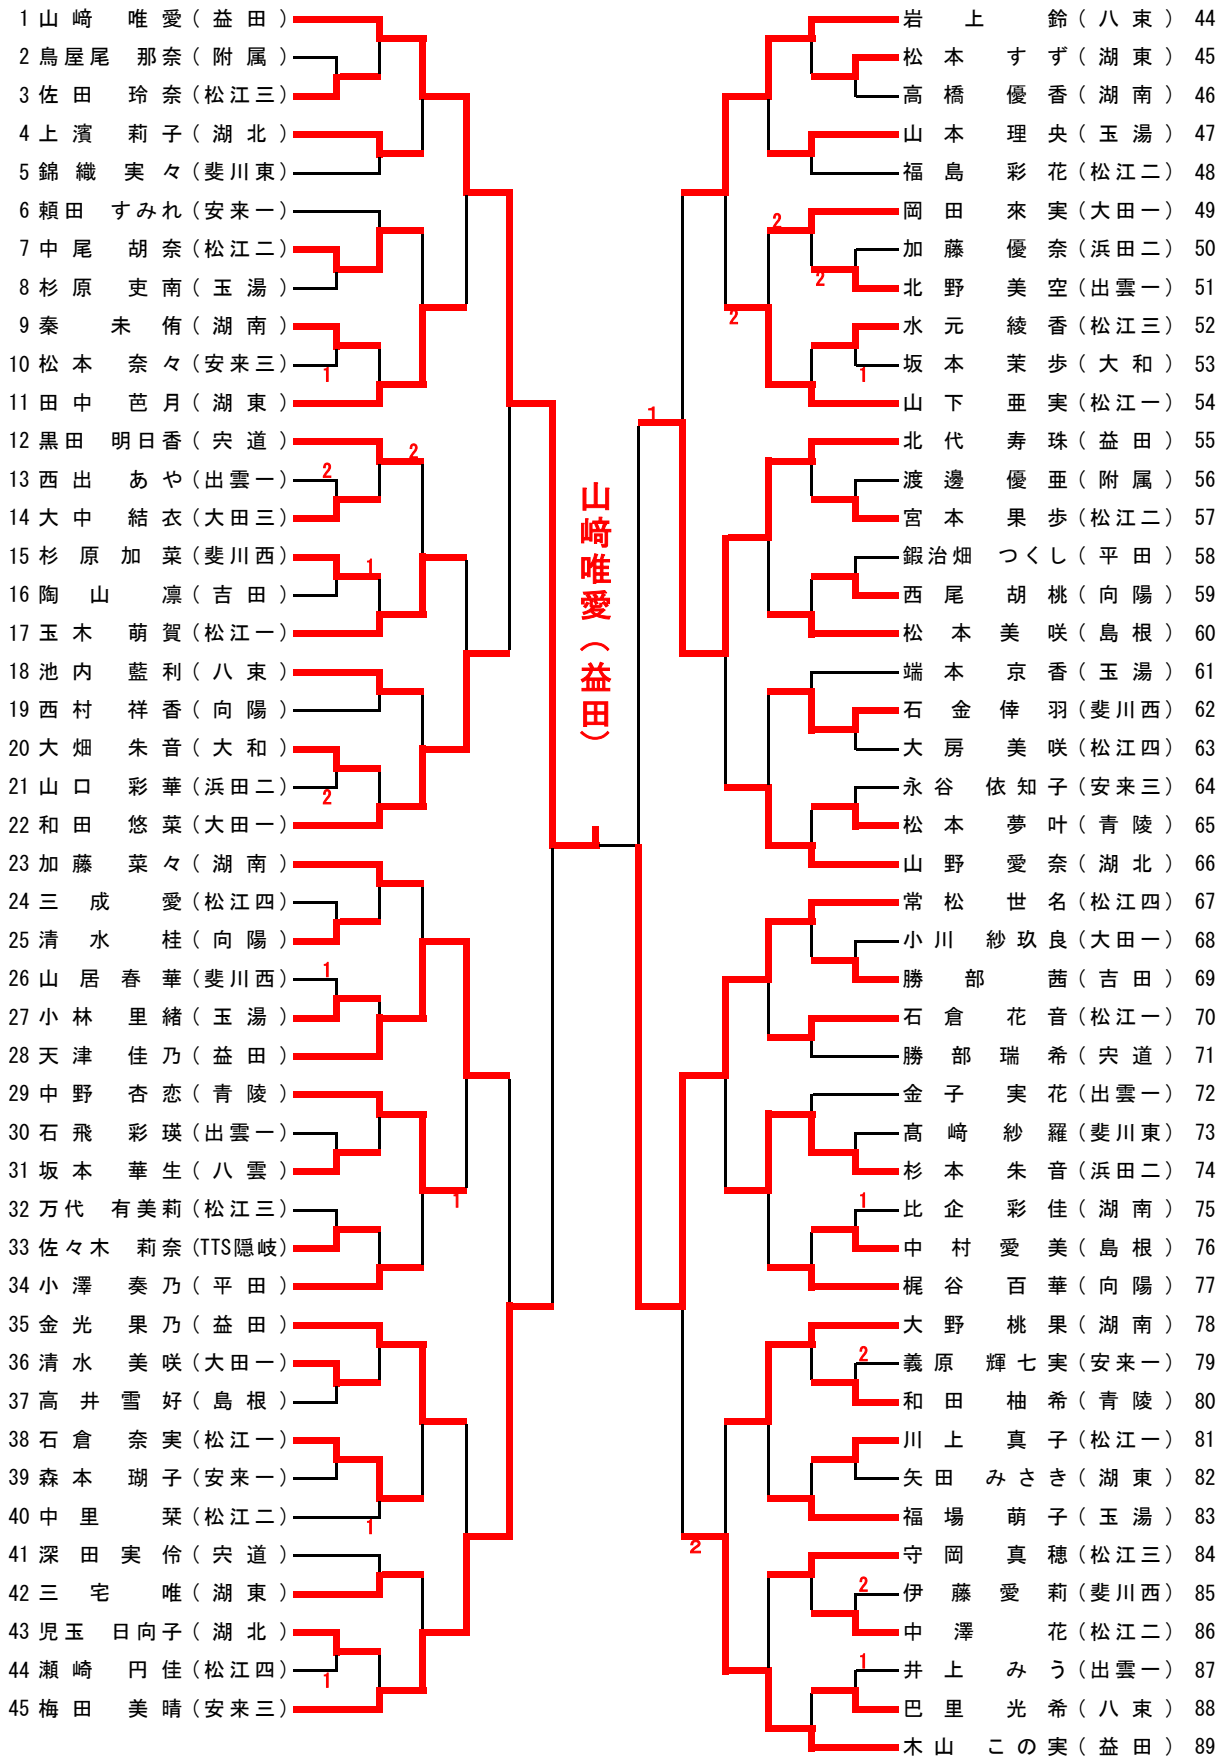 1 山﨑 唯愛(益田)
2 鳥屋尾 那奈(附属)
3 佐田 玲奈(松江三)
4 上濱 莉子(湖北)
5 錦織 実々(斐川東)
6 頼田 すみれ(安来一)
7 中尾 胡奈(松江二)
8 杉原 吏南(玉湯)
9 秦 未侑(湖南)
10 松本 奈々(安来三)
1
11 田中 芭月(湖東)
12 黒田 明日香(宍道)
2
13 西出 あや(出雲一)
2
14 大中 結衣(大田三)
15 杉原 加菜(斐川西)
1
16 陶山 凛(吉田)
17 玉木 萌賀(松江一)
18 池内 藍利(八束)
19 西村 祥香(向陽)
20 大畑 朱音(大和)
21 山口 彩華(浜田二)
2
22 和田 悠菜(大田一)
23 加藤 菜々(湖南)
24 三成 愛(松江四)
25 清水 桂(向陽)
26 山居 春華(斐川西)
1
27 小林 里緒(玉湯)
28 天津 佳乃(益田)
29 中野 杏恋(青陵)
30 石飛 彩瑛(出雲一)
31 坂本 華生(八雲)
1
32 万代 有美莉(松江三)
33 佐々木 莉奈(TTS隠岐)
34 小澤 奏乃(平田)
35 金光 果乃(益田)
36 清水 美咲(大田一)
37 高井 雪好(島根)
38 石倉 奈実(松江一)
39 森本 瑚子(安来一)
40 中里 栞(松江二)
1
41 深田 実伶(宍道)
42 三宅 唯(湖東)
43 児玉 日向子(湖北)
44 瀬崎 円佳(松江四)
1
45 梅田 美晴(安来三)
山﨑唯愛(益田)
岩上 鈴(八束) 44
松本 すず(湖東) 45
高橋 優香(湖南) 46
山本 理央(玉湯) 47
福島 彩花(松江二) 48
岡田 來実(大田一) 49
2
加藤 優奈(浜田二) 50
2
北野 美空(出雲一) 51
2
水元 綾香(松江三) 52
坂本 茉歩(大和) 53
1
山下 亜実(松江一) 54
1
北代 寿珠(益田) 55
渡邊 優亜(附属) 56
宮本 果歩(松江二) 57
鍜治畑 つくし(平田) 58
西尾 胡桃(向陽) 59
松本 美咲(島根) 60
端本 京香(玉湯) 61
石金 倖羽(斐川西) 62
大房 美咲(松江四) 63
永谷 依知子(安来三) 64
松本 夢叶(青陵) 65
山野 愛奈(湖北) 66
常松 世名(松江四) 67
小川 紗玖良(大田一) 68
勝部 茜(吉田) 69
石倉 花音(松江一) 70
勝部 瑞希(宍道) 71
金子 実花(出雲一) 72
髙﨑 紗羅(斐川東) 73
杉本 朱音(浜田二) 74
1
比企 彩佳(湖南) 75
中村 愛美(島根) 76
梶谷 百華(向陽) 77
大野 桃果(湖南) 78
2
義原 輝七実(安来一) 79
和田 柚希(青陵) 80
川上 真子(松江一) 81
矢田 みさき(湖東) 82
福場 萌子(玉湯) 83
2
守岡 真穂(松江三) 84
2
伊藤 愛莉(斐川西) 85
中澤 花(松江二) 86
1
井上 みう(出雲一) 87
巴里 光希(八束) 88
木山 この実(益田) 89